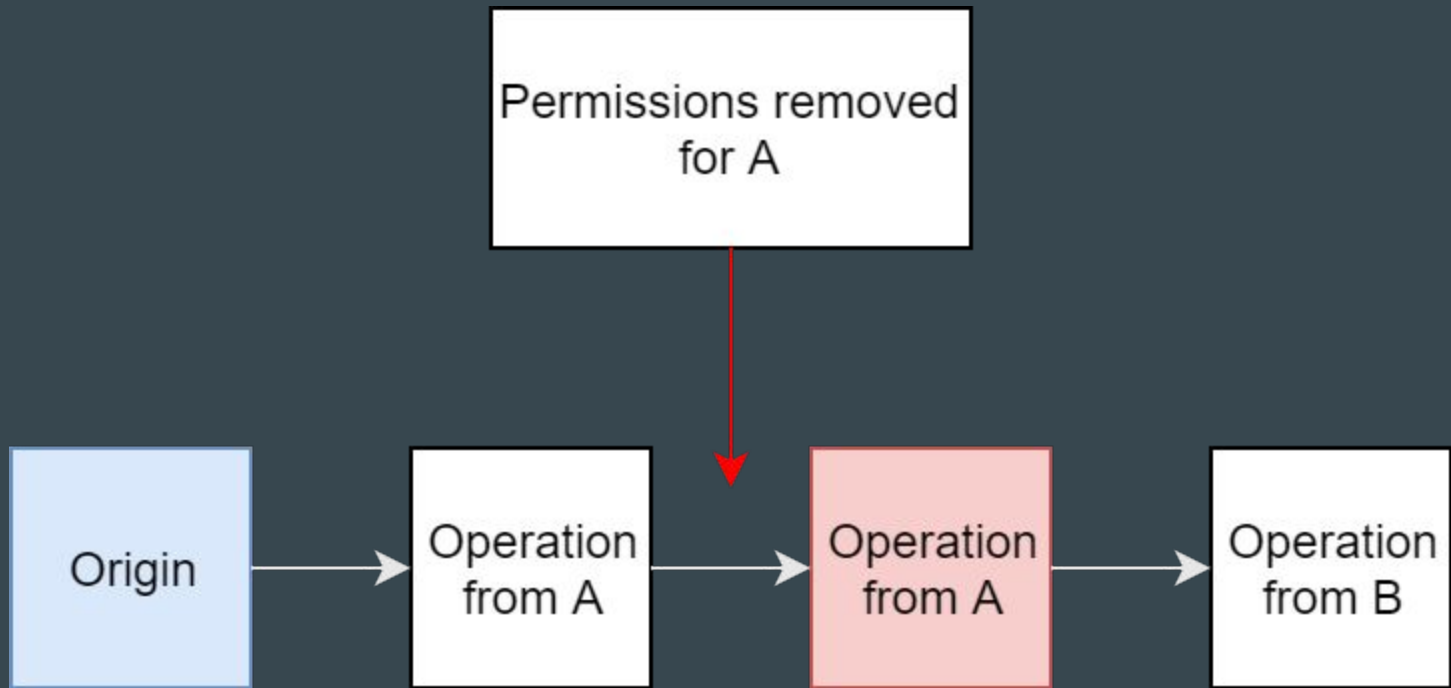 Permissions removed
for A
Origin
Operation
from A
Operation
from A
Operation
from B